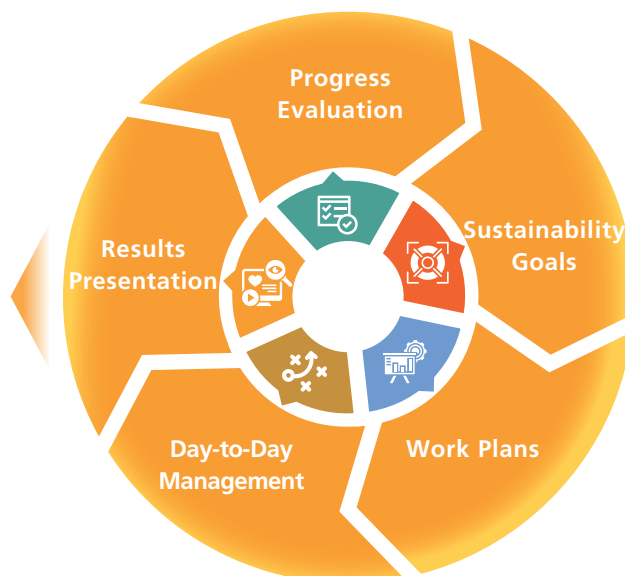 Progress
Evaluation
Sustainability
Goals
Results
Presentation
Work Plans
Day-to-Day
Management